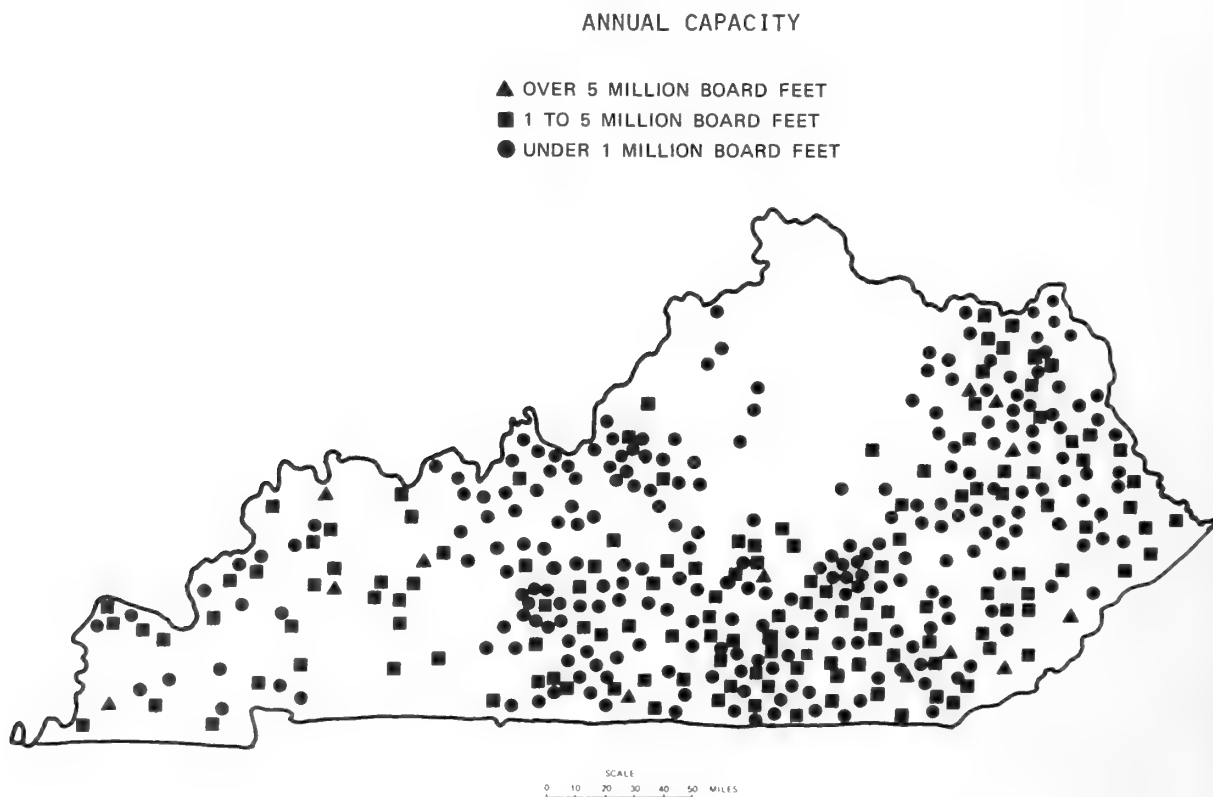 ANNUAL CAPACITY
▲ OVER 5 MILLION BOARD FEET
■ 1 TO 5 MILLION BOARD FEET
● UNDER 1 MILLION BOARD FEET
SCALE
0 10 20 30 40 50 MILES